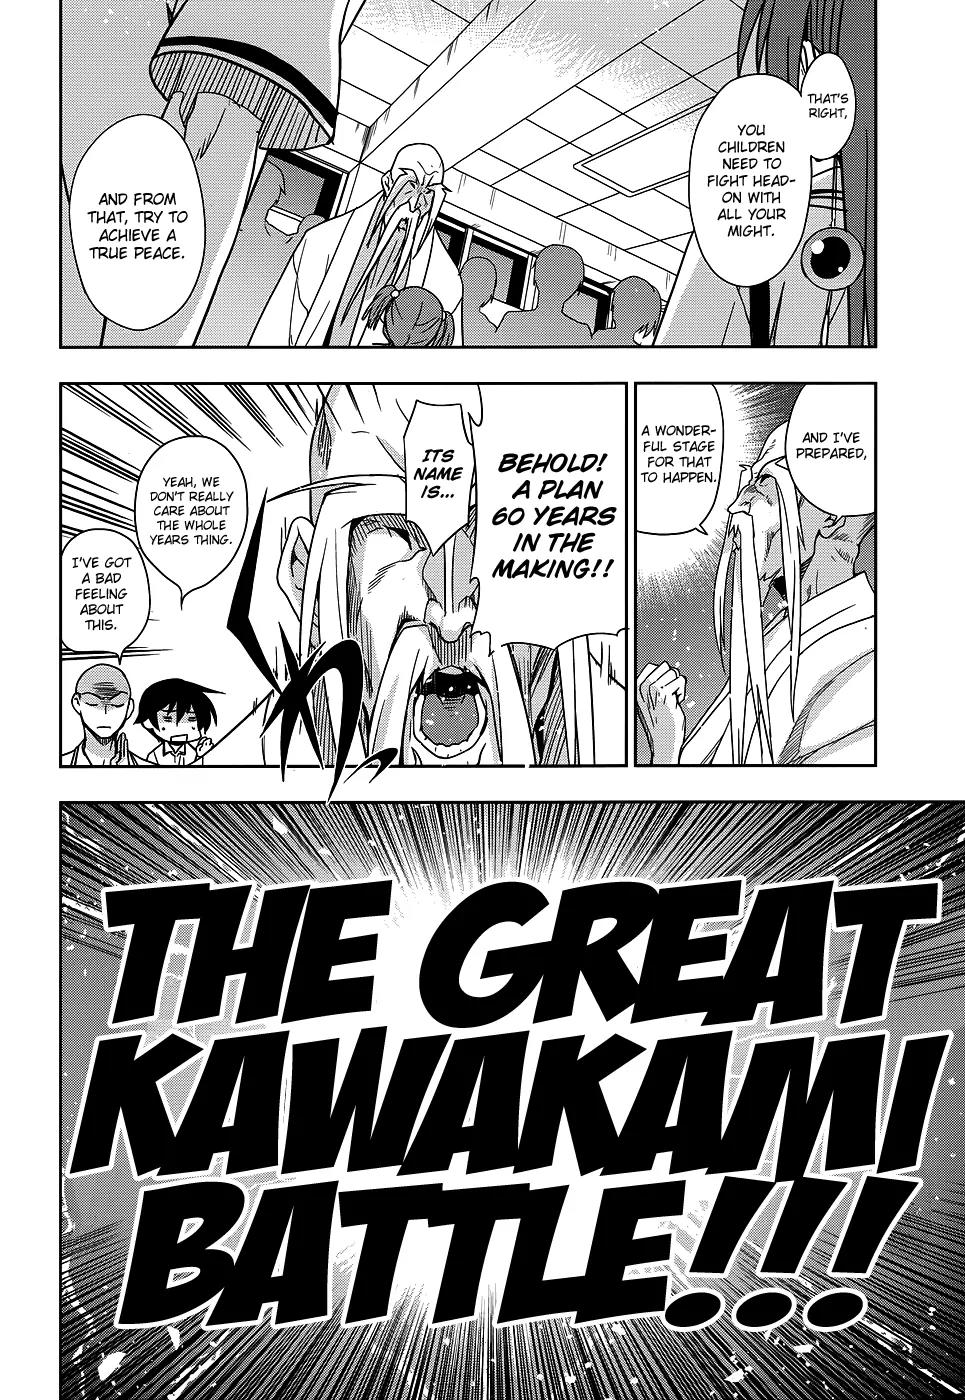 THAT'S
RIGHT,
YOU
CHILDREN
NEED TO
FIGHT HEAD-
ON WITH
ALL YOUR
MIGHT.
AND FROM
THAT, TRY TO
ACHIEVE A
TRUE PEACE.
AND I'VE
PREPARED,
A WONDER-
FUL STAGE
FOR THAT
TO HAPPEN.
BEHOLD!
A PLAN
60 YEARS
IN THE
MAKING!!
ITS
NAME
IS...
YEAH, WE
DON'T REALLY
CARE ABOUT
THE WHOLE
YEARS THING.
I'VE GOT
A BAD
FEELING
ABOUT
THIS.
THE GREAT
KAWAKAMI
BATTLE!!!